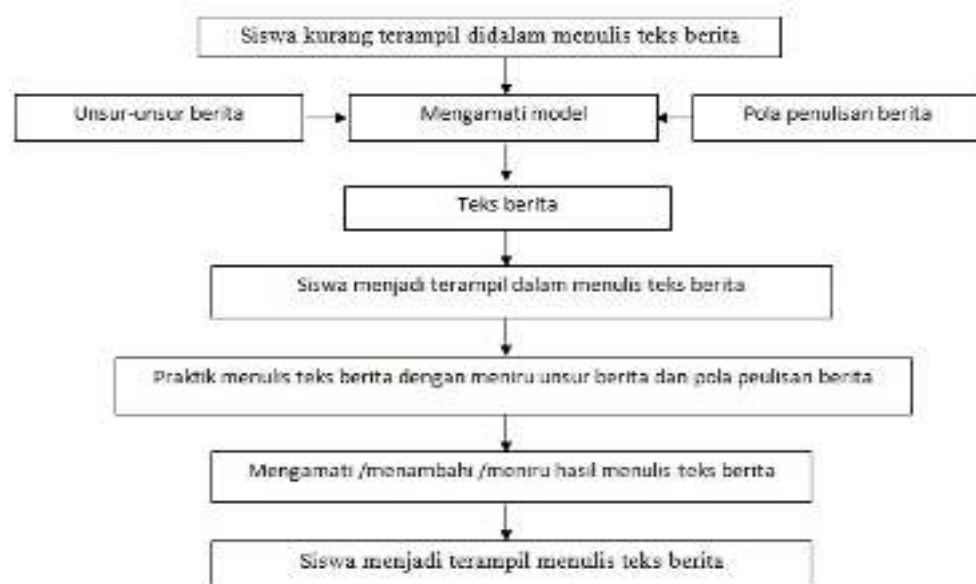 Siswa kurang terampil didalam menulis teks berita
Unsur-unsur berita
Mengamati model
Pola penulisan berita
Teks berita
Siswa menjadi terampil dalam menulis teks berita
Praktik menulis teks berita dengan meniru unsur berita dan pola peulisan berita
Mengamati /menambahi /meniru hasil menulis teks berita
Siswa menjadi terampil menulis teks berita